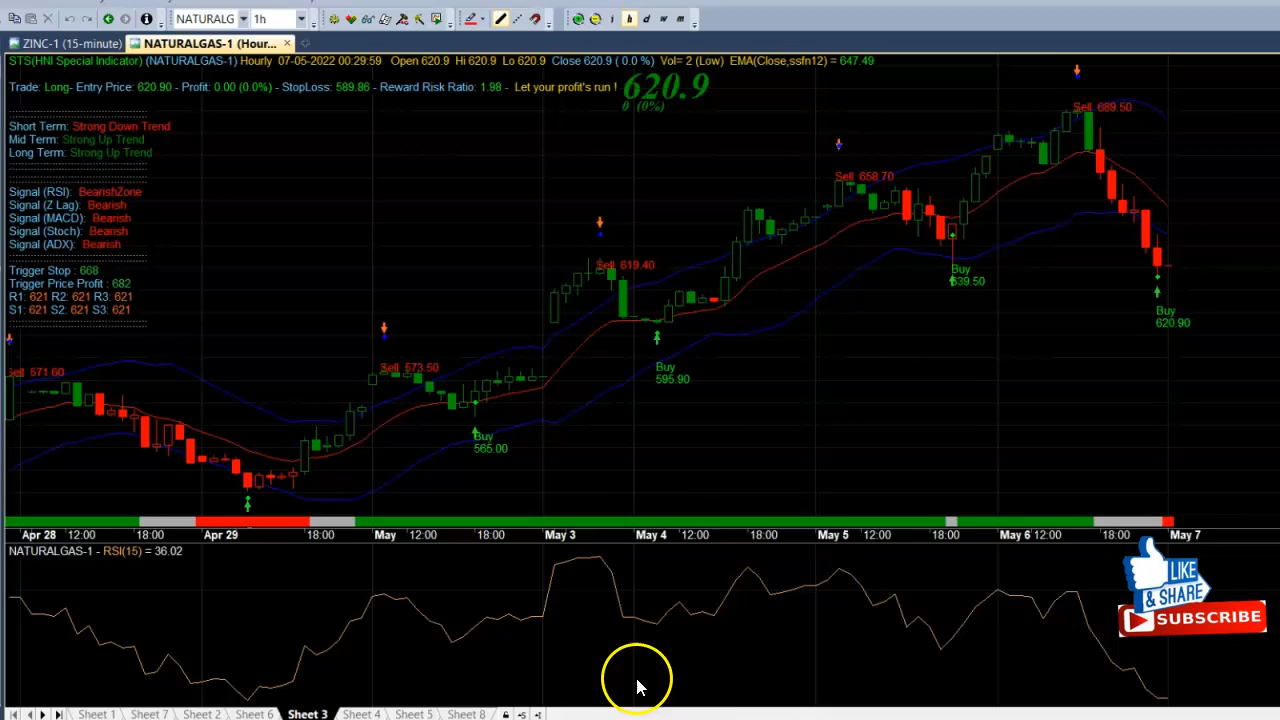 NATURALG 1h i h d w m
ZINC-1 (15-minute) NATURALGAS-1 (Hour...
STS(HNI Special Indicator) (NATURALGAS-1) Hourly 07-05-2022 00:29:59 Open 620.9 Hi 620.9 Lo 620.9 Close 620.9 ( 0.0 %) Vol= 2 (Low) EMA(Close,ssfn12) = 647.49
Trade: Long- Entry Price: 620.90 - Profit: 0.00 (0.0%) - StopLoss: 589.86 - Reward Risk Ratio: 1.98 - Let your profit's run !
620.9
0 (0%)
Short Term: Strong Down Trend
Mid Term: Strong Up Trend
Long Term: Strong Up Trend
Signal (RSI): BearishZone
Signal (Z Lag): Bearish
Signal (MACD): Bearish
Signal (Stoch): Bearish
Signal (ADX): Bearish
Trigger Stop : 668
Trigger Price Profit : 682
R1: 621 R2: 621 R3: 621
S1: 621 S2: 621 S3: 621
Sell 689.50
Sell 658.70
Sell 619.40
Buy
639.50
Buy
620.90
Sell 571.60
Sell 573.50
Buy
595.90
Buy
565.00
Apr 28 12:00 18:00 Apr 29 18:00 May 12:00 18:00 May 3 May 4 12:00 18:00 May 5 12:00 18:00 May 6 12:00 18:00 May 7
NATURALGAS-1 - RSI(15) = 36.02
LIKE
& SHARE
SUBSCRIBE
Sheet 1 Sheet 7 Sheet 2 Sheet 6 Sheet 3 Sheet 4 Sheet 5 Sheet 8